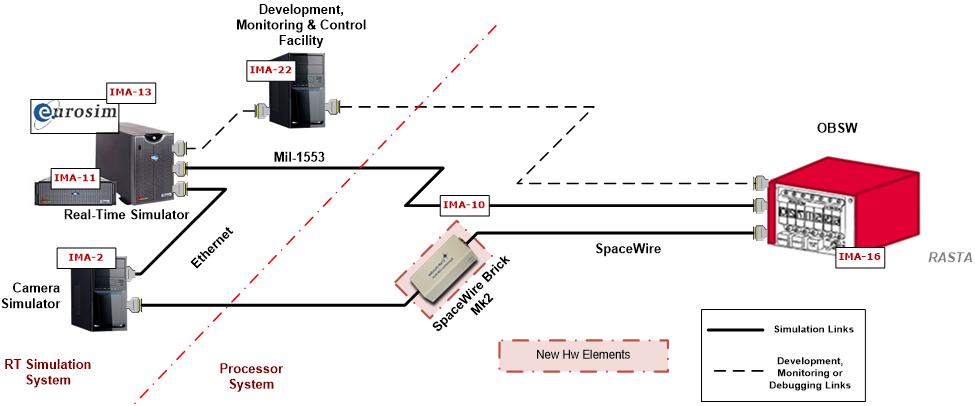 Development,
Monitoring & Control
Facility
IMA-22
IMA-13
eurosim
OBSW
Mil-1553
IMA-11
Real-Time Simulator
IMA-10
Ethernet
SpaceWire
IMA-2
IMA-16
RASTA
Camera
Simulator
SpaceWire Brick
Mk2
Simulation Links
New Hw Elements
Development,
Monitoring or
Debugging Links
RT Simulation
System
Processor
System